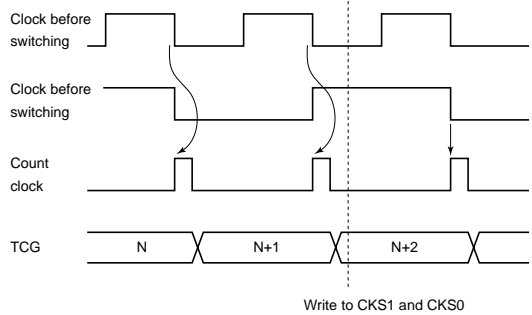 Clock before
switching
Clock before
switching
Count
clock
TCG
N
N+1
N+2
Write to CKS1 and CKS0